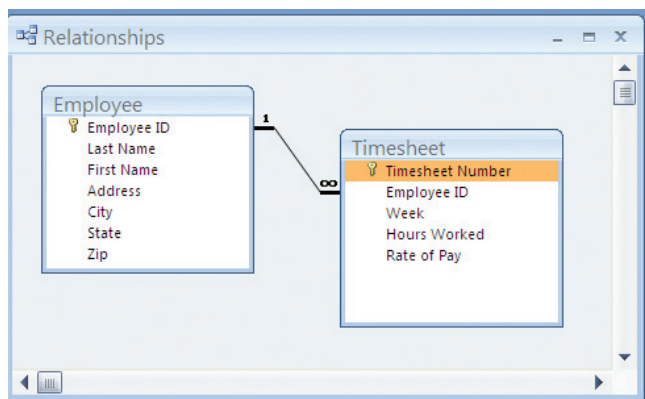 Relationships
Employee
Employee ID
Last Name
First Name
Address
City
State
Zip
1
∞
Timesheet
Timesheet Number
Employee ID
Week
Hours Worked
Rate of Pay